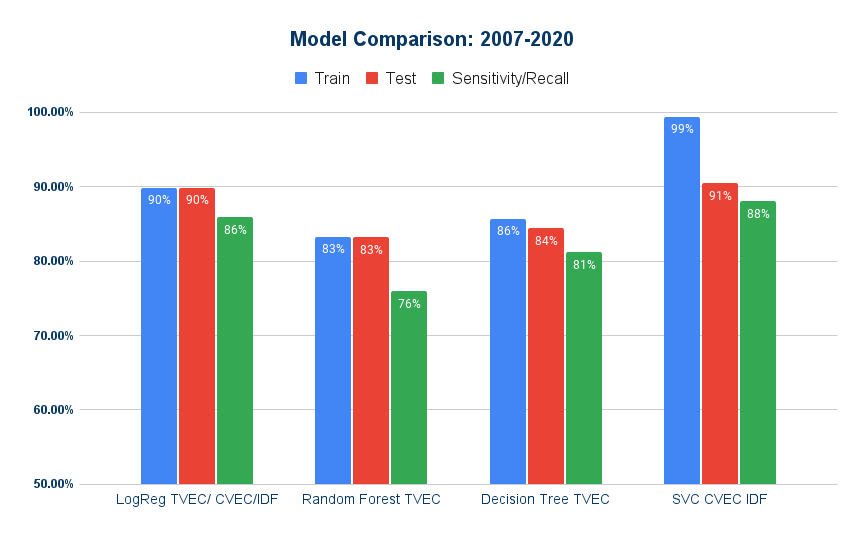 Model Comparison: 2007-2020
Train Test Sensitivity/Recall
100.00%
90.00%
80.00%
70.00%
60.00%
50.00%
90% 90% 86%
83% 83% 76%
86% 84% 81%
99% 91% 88%
LogReg TVEC/ CVEC/IDF Random Forest TVEC Decision Tree TVEC SVC CVEC IDF